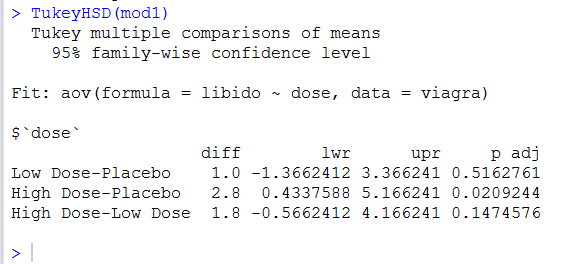 > TukeyHSD(mod1)
  Tukey multiple comparisons of means
    95% family-wise confidence level

Fit: aov(formula = libido ~ dose, data = viagra)

$`dose`
                   diff        lwr      upr     p adj
Low Dose-Placebo    1.0 -1.3662412 3.366241 0.5162761
High Dose-Placebo   2.8  0.4337588 5.166241 0.0209244
High Dose-Low Dose  1.8 -0.5662412 4.166241 0.1474576

>